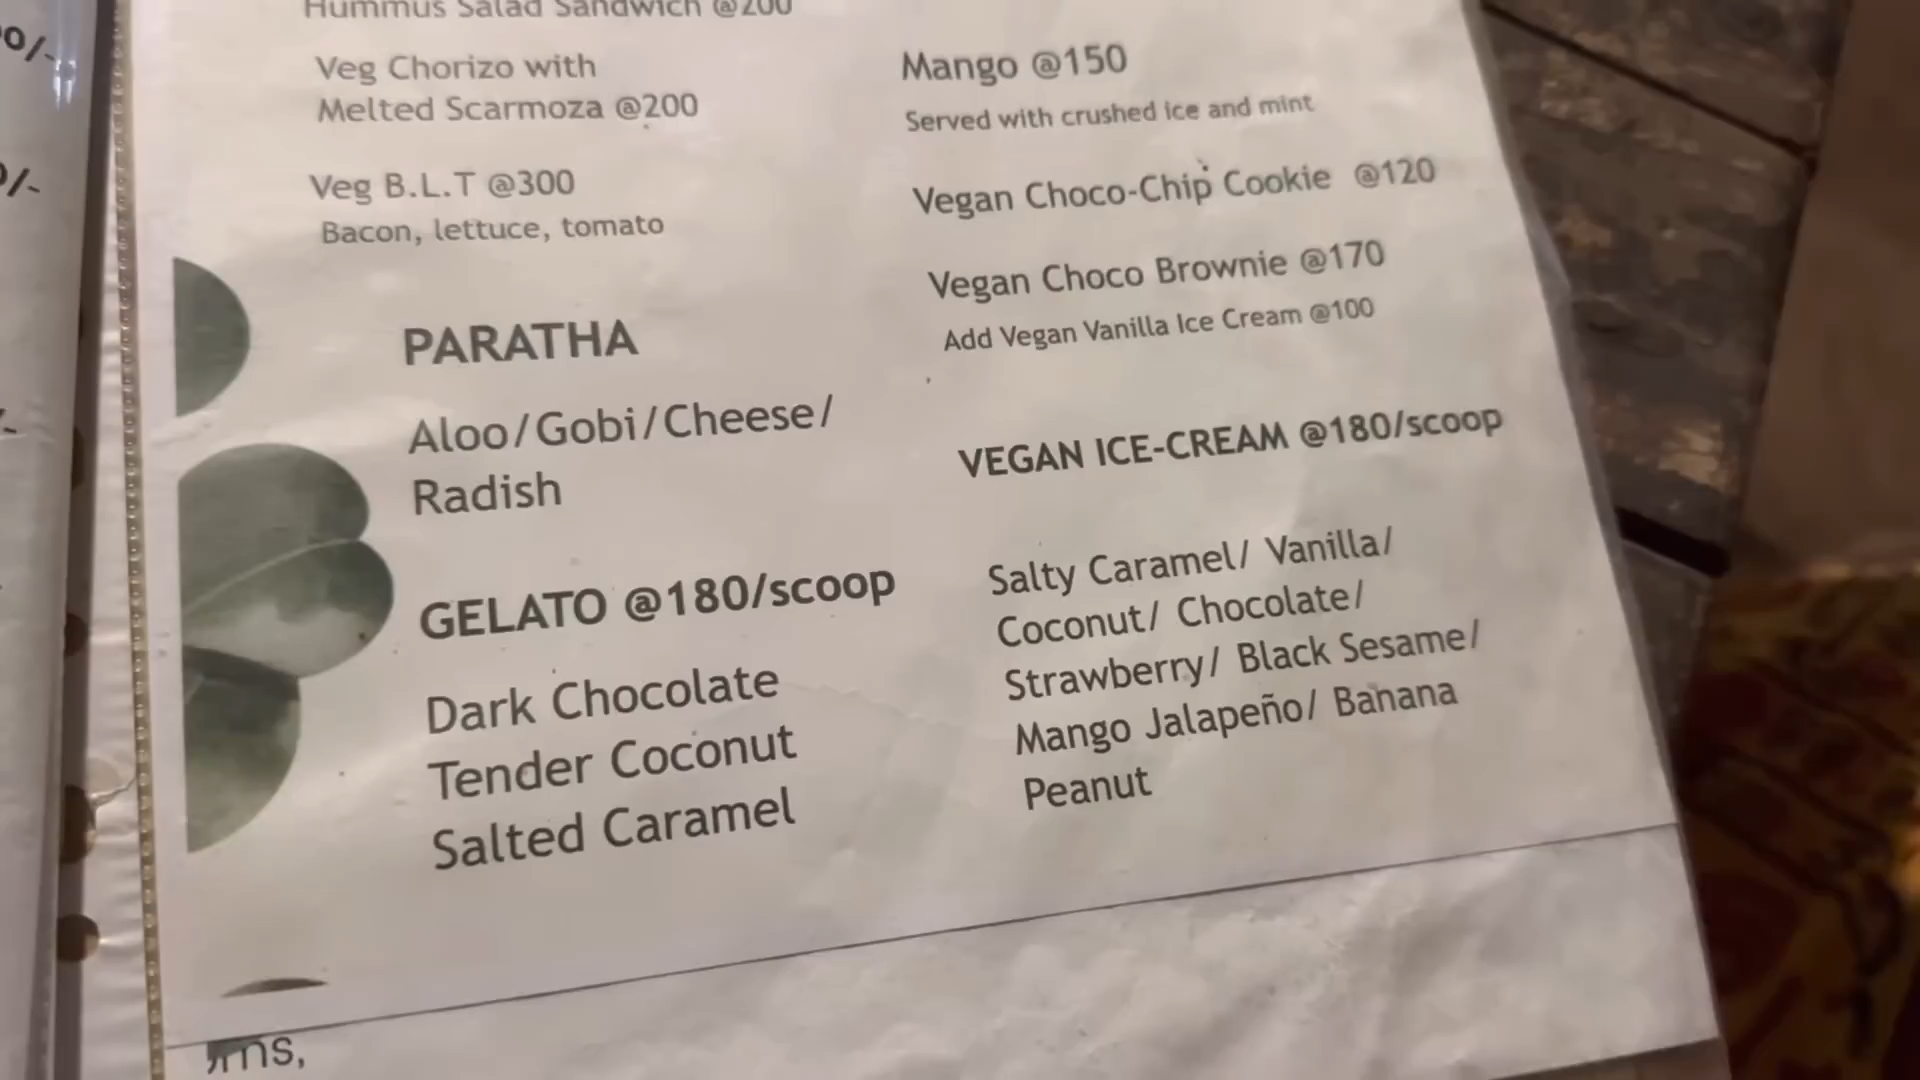 0/-
/-
Hummus Salad Sandwich @200
Veg Chorizo with
Melted Scarmoza @200
Veg B.L.T @300
Bacon, lettuce, tomato
PARATHA
Aloo/Gobi/Cheese/
Radish
GELATO @180/scoop
Dark Chocolate
Tender Coconut
Salted Caramel
Mango @150
Served with crushed ice and mint
Vegan Choco-Chip Cookie @120
Vegan Choco Brownie @170
Add Vegan Vanilla Ice Cream @100
VEGAN ICE-CREAM @180/scoop
Salty Caramel/ Vanilla/
Coconut/ Chocolate/
Strawberry/ Black Sesame/
Mango Jalapeño/ Banana
Peanut